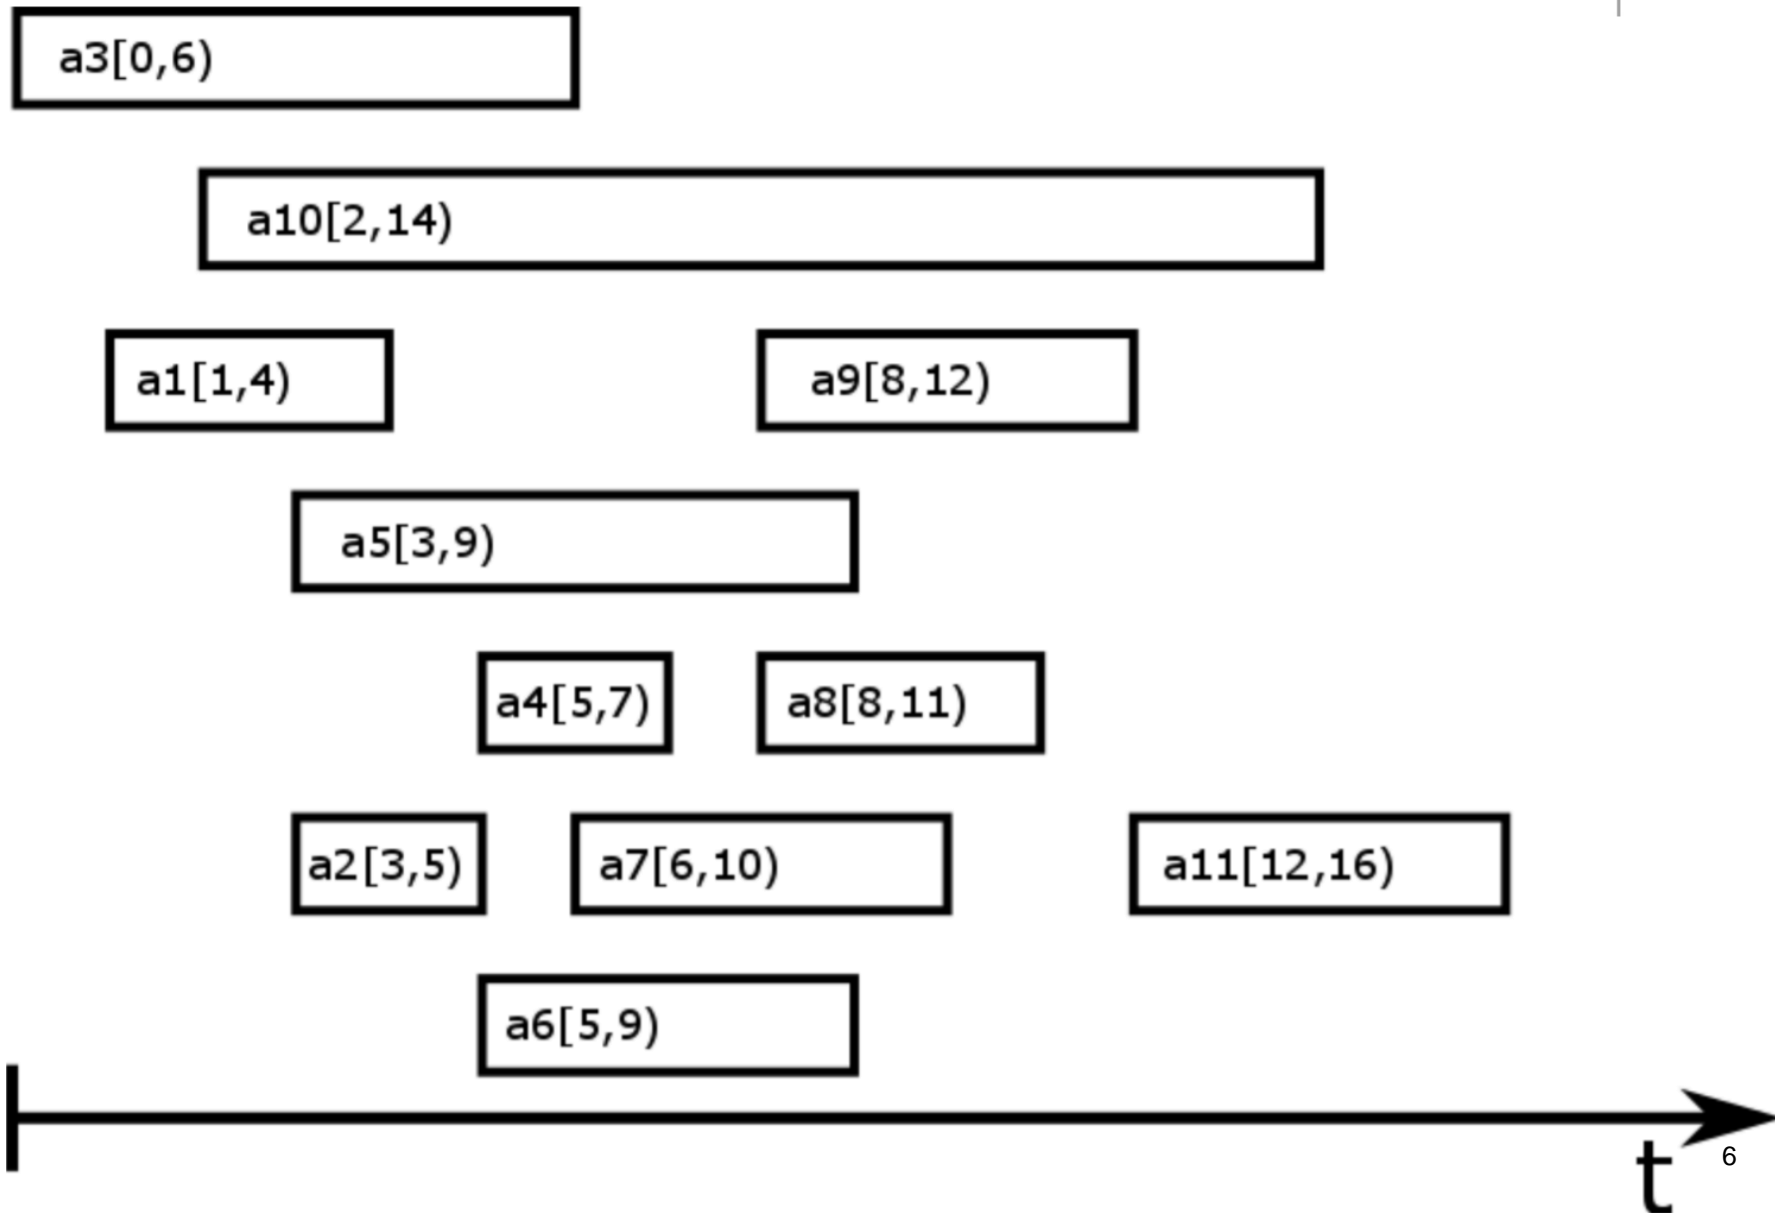 a3[0,6)
a10[2,14)
a1[1,4)
a9[8,12)
a5[3,9)
a4[5,7)
a8[8,11)
a2[3,5)
a7[6,10)
a11[12,16)
a6[5,9)
t
6